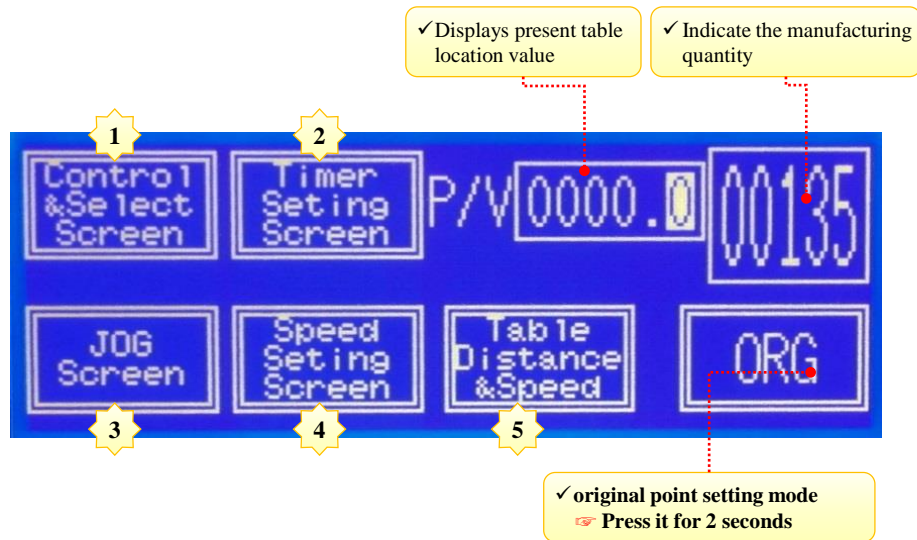 ✓Displays present table
location value
✓Indicate the manufacturing
quantity
1
2
Control
&Select
Screen
Timer
Seting
Screen
P/V
0000.0
00135
JOG
Screen
Speed
Seting
Screen
Table
Distance
&Speed
ORG
3
4
5
✓original point setting mode
☞ Press it for 2 seconds